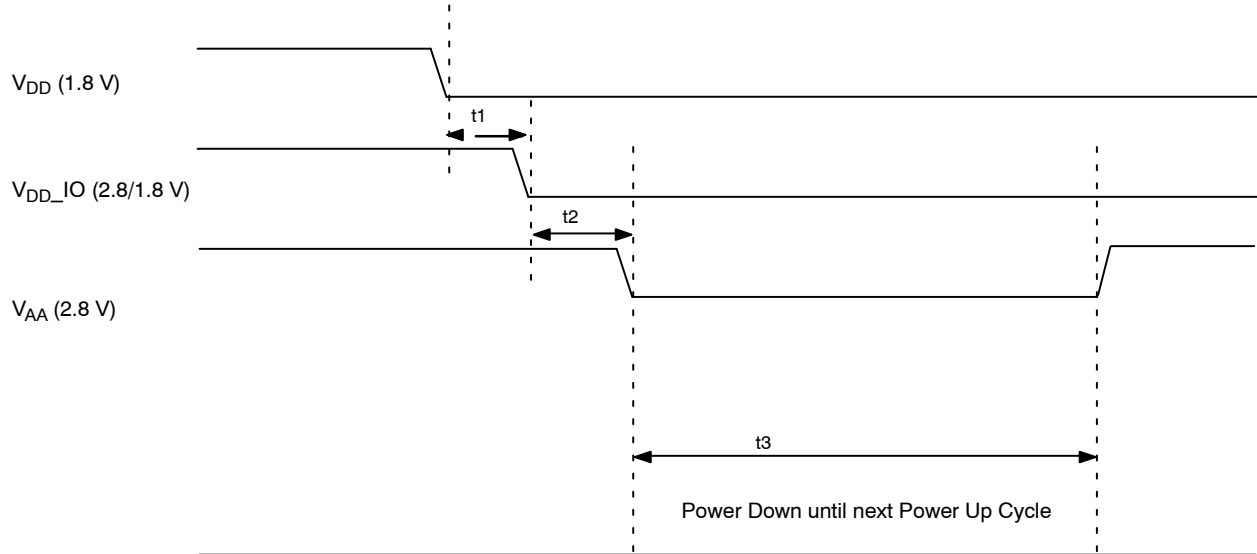 V_DD (1.8 V)
t1
V_DD_IO (2.8/1.8 V)
t2
V_AA (2.8 V)
t3
Power Down until next Power Up Cycle